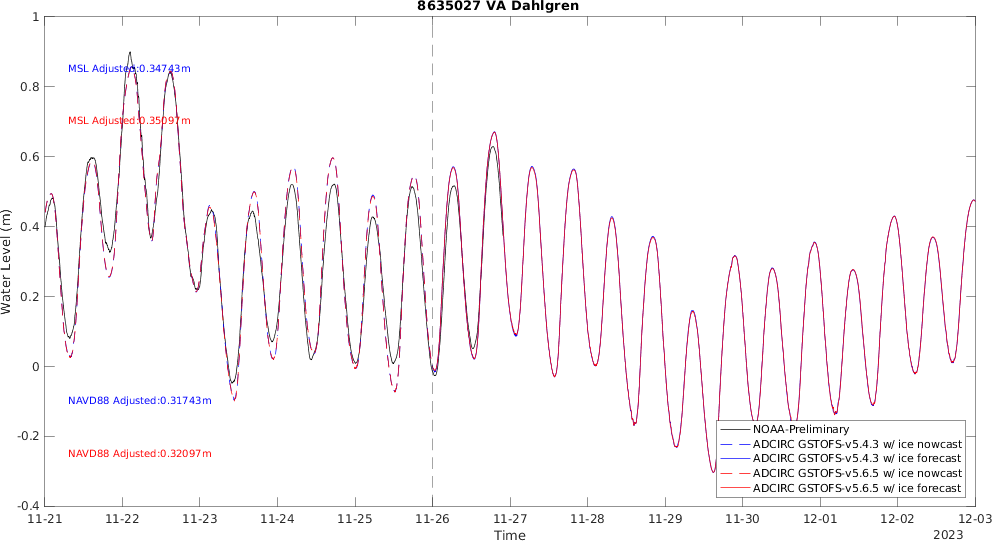 8635027 VA Dahlgren
1
0.8
0.6
0.4
0.2
0
-0.2
-0.4
Water Level (m)
MSL Adjusted:0.34743m
MSL Adjusted:0.35097m
NAVD88 Adjusted:0.31743m
NAVD88 Adjusted:0.32097m
NOAA-Preliminary
ADCIRC GSTOFS-v5.4.3 w/ ice nowcast
ADCIRC GSTOFS-v5.4.3 w/ ice forecast
ADCIRC GSTOFS-v5.6.5 w/ ice nowcast
ADCIRC GSTOFS-v5.6.5 w/ ice forecast
11-21 11-22 11-23 11-24 11-25 11-26 11-27 11-28 11-29 11-30 12-01 12-02 12-03
Time
2023